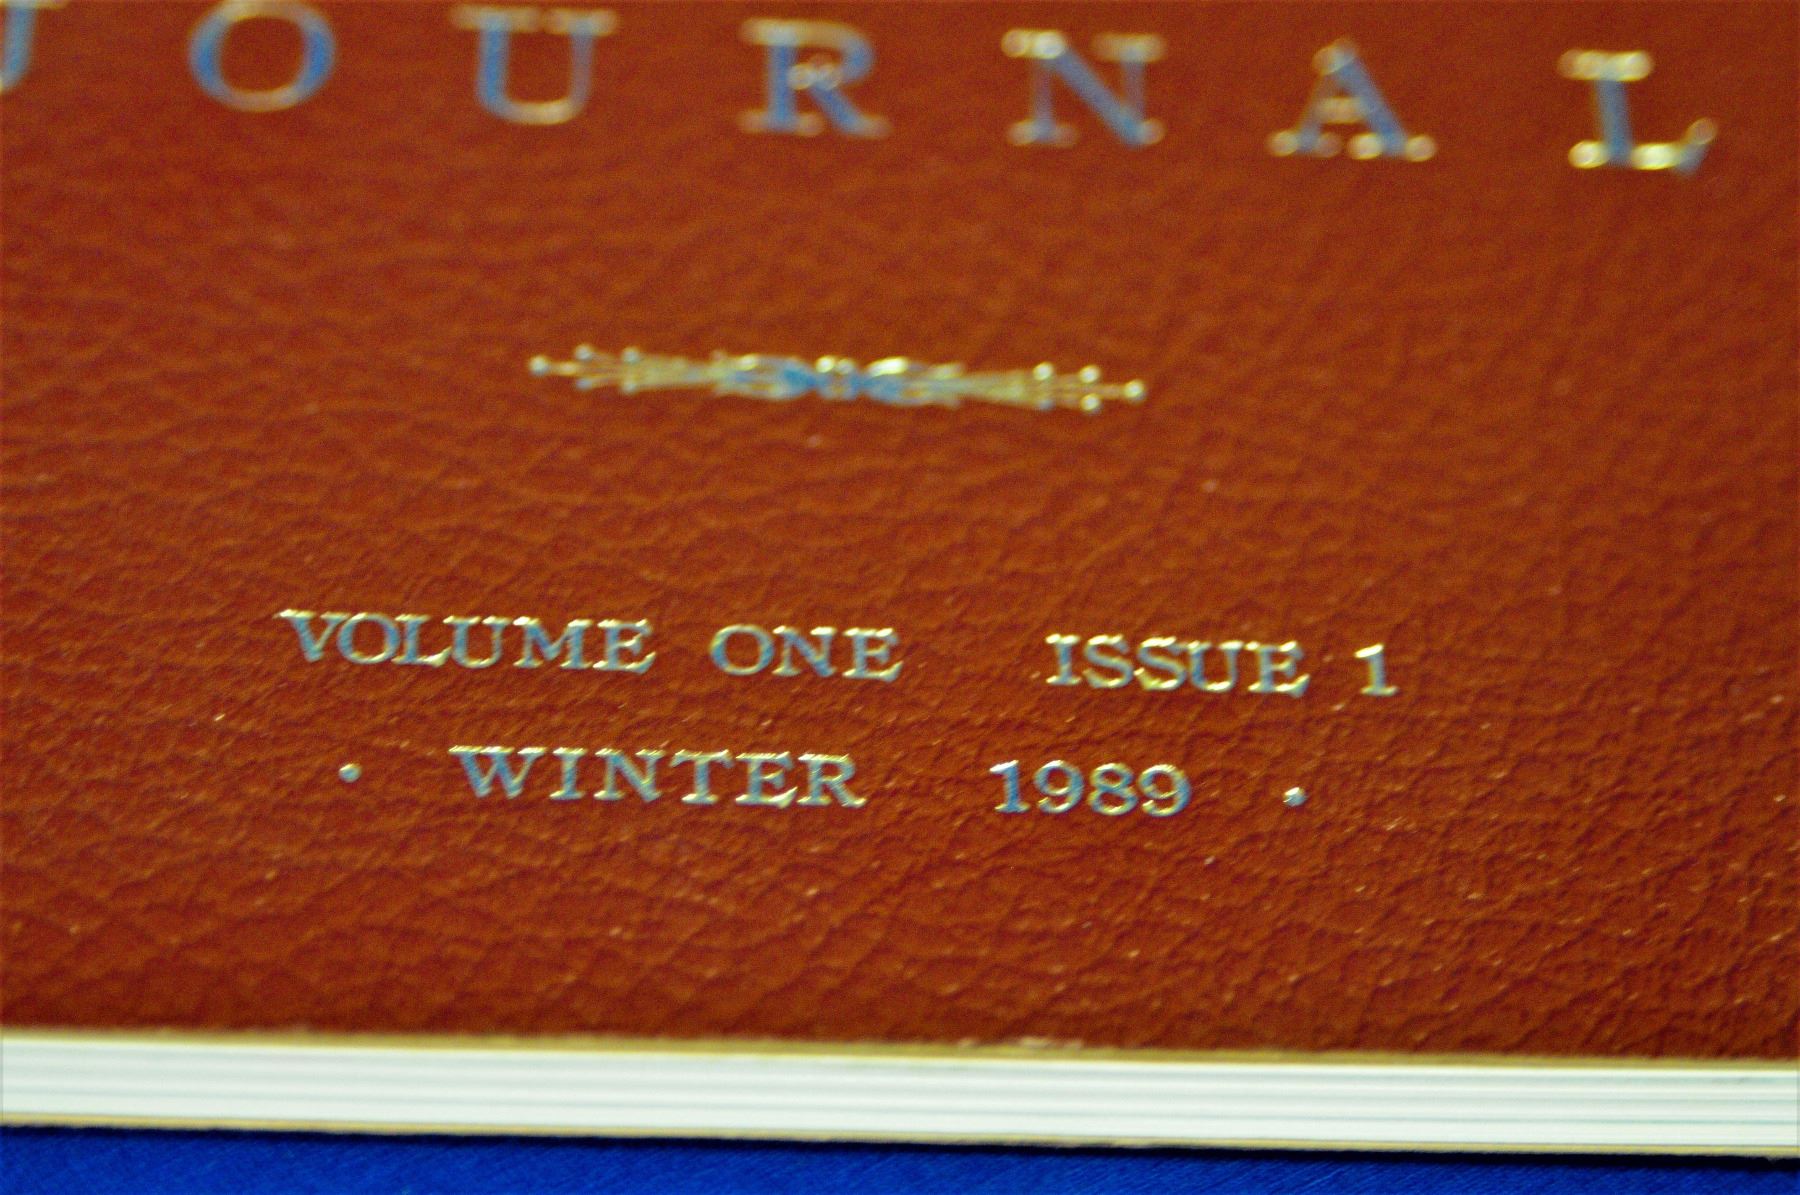 JOURNAL
VOLUME ONE ISSUE 1
• WINTER 1989 •